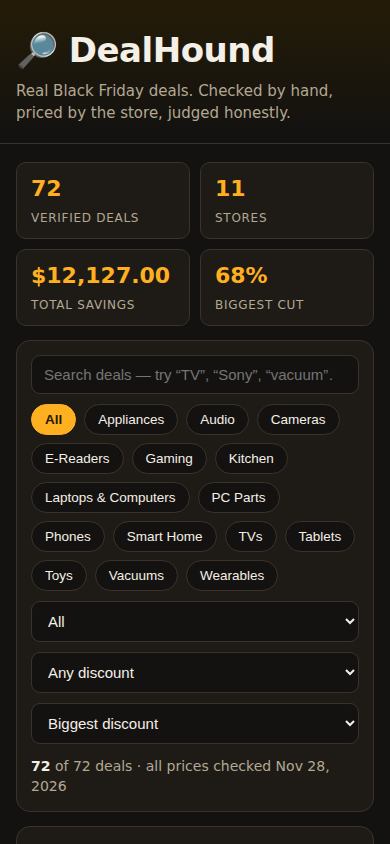 🔎 DealHound
Real Black Friday deals. Checked by hand,
priced by the store, judged honestly.
72
VERIFIED DEALS
11
STORES
$12,127.00
TOTAL SAVINGS
68%
BIGGEST CUT
Search deals — try “TV”, “Sony”, “vacuum”.
All
Appliances
Audio
Cameras
E-Readers
Gaming
Kitchen
Laptops & Computers
PC Parts
Phones
Smart Home
TVs
Tablets
Toys
Vacuums
Wearables
All
Any discount
Biggest discount
72 of 72 deals · all prices checked Nov 28,
2026